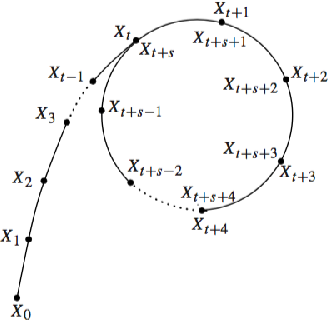 X_{t+1}
X_t
X_{t+s}
X_{t+s+1}
X_{t-1}
X_{t+2}
X_{t+s+2}
X_3
X_{t+s-1}
X_{t+s+3}
X_{t+3}
X_2
X_{t+s-2}
X_{t+s+4}
X_{t+4}
X_1
X_0